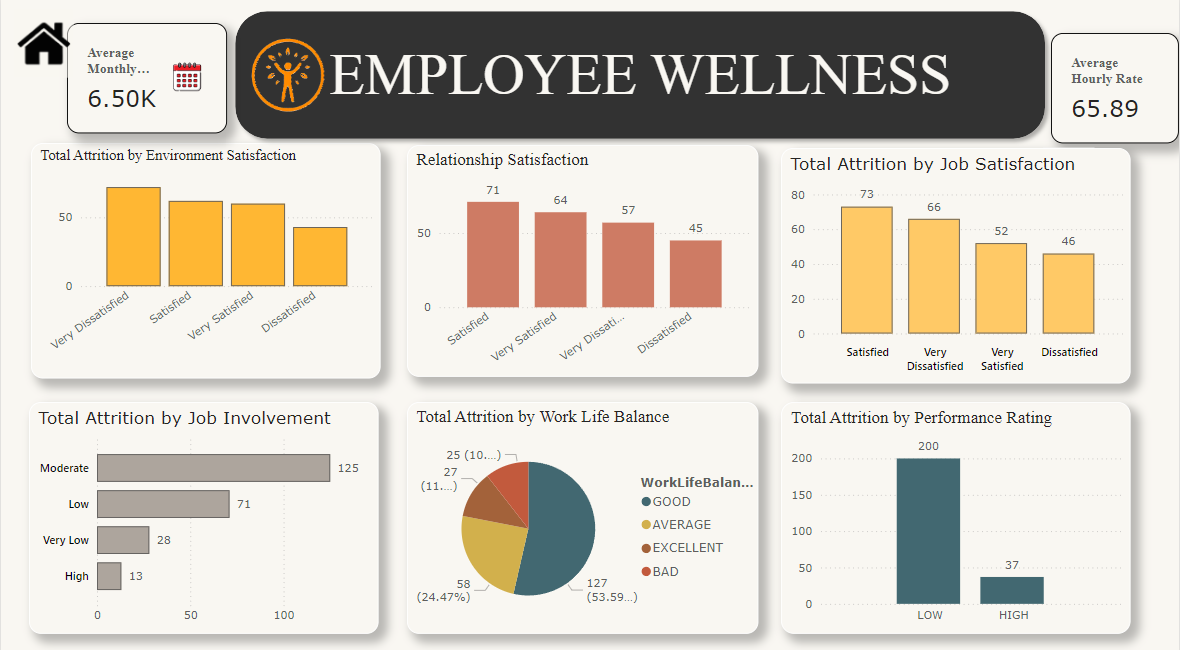 Average
Monthly...
6.50K
EMPLOYEE WELLNESS
Average
Hourly Rate
65.89
Total Attrition by Environment Satisfaction
50
0
Very Dissatisfied
Satisfied
Very Satisfied
Dissatisfied
Relationship Satisfaction
71
64
57
45
50
0
Satisfied
Very Satisfied
Very Dissati...
Dissatisfied
Total Attrition by Job Satisfaction
80
60
40
20
0
73
66
52
46
Satisfied
Very
Dissatisfied
Very
Satisfied
Dissatisfied
Total Attrition by Job Involvement
Moderate
125
Low
71
Very Low
28
High
13
0
50
100
Total Attrition by Work Life Balance
25 (10....)
27
(11....)
58
(24.47%)
127
(53.59...)
WorkLifeBalan...
GOOD
AVERAGE
EXCELLENT
BAD
Total Attrition by Performance Rating
200
150
100
50
0
200
37
LOW
HIGH